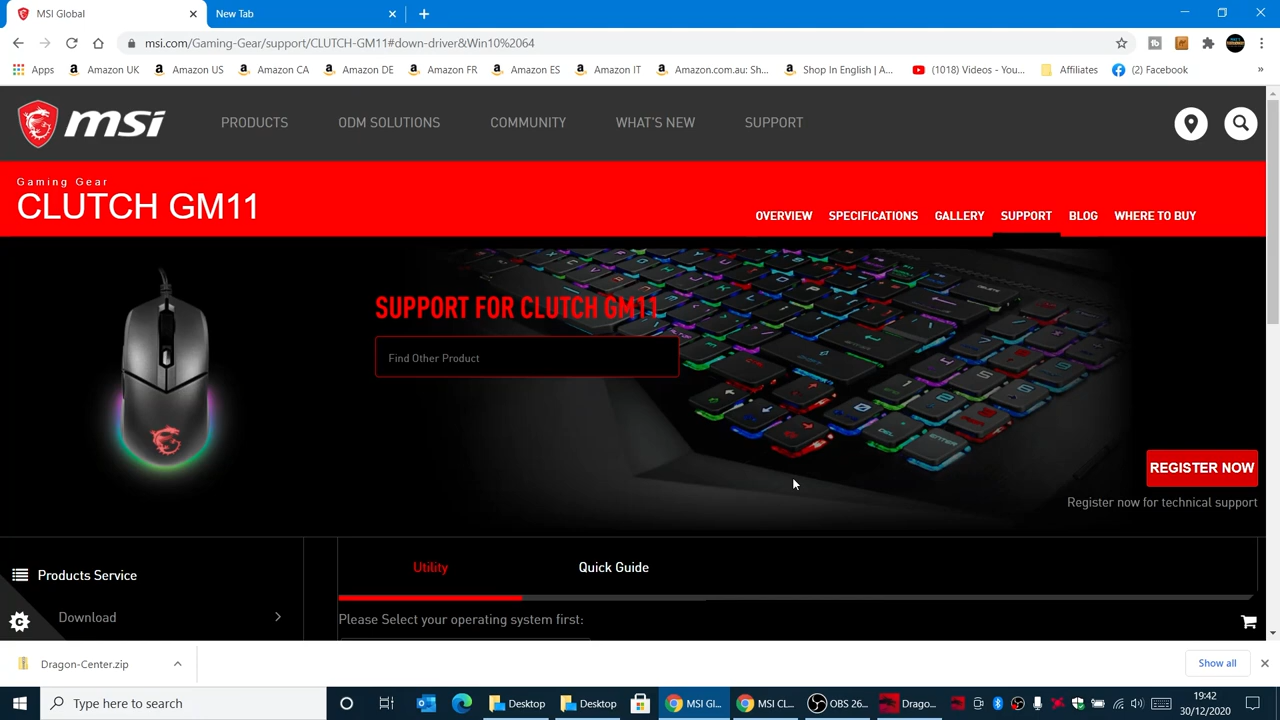 MSI Global
New Tab
msi.com/Gaming-Gear/support/CLUTCH-GM11#down-driver&Win10%2064
Apps
Amazon UK
Amazon US
Amazon CA
Amazon DE
Amazon FR
Amazon ES
Amazon IT
Amazon.com.au: Sh...
Shop In English | A...
(1018) Videos - Yo...
Affiliates
(2) Facebook
»
msi
PRODUCTS
ODM SOLUTIONS
COMMUNITY
WHAT'S NEW
SUPPORT
Gaming Gear
CLUTCH GM11
OVERVIEW
SPECIFICATIONS
GALLERY
SUPPORT
BLOG
WHERE TO BUY
SUPPORT FOR CLUTCH GM11
Find Other Product
REGISTER NOW
Register now for technical support
Products Service
Download
Utility
Quick Guide
Please Select your operating system first:
Dragon-Center.zip
Show all
Type here to search
Desktop
Desktop
MSI Gl...
MSI CL...
OBS 26...
Drago...
19:42
30/12/2020